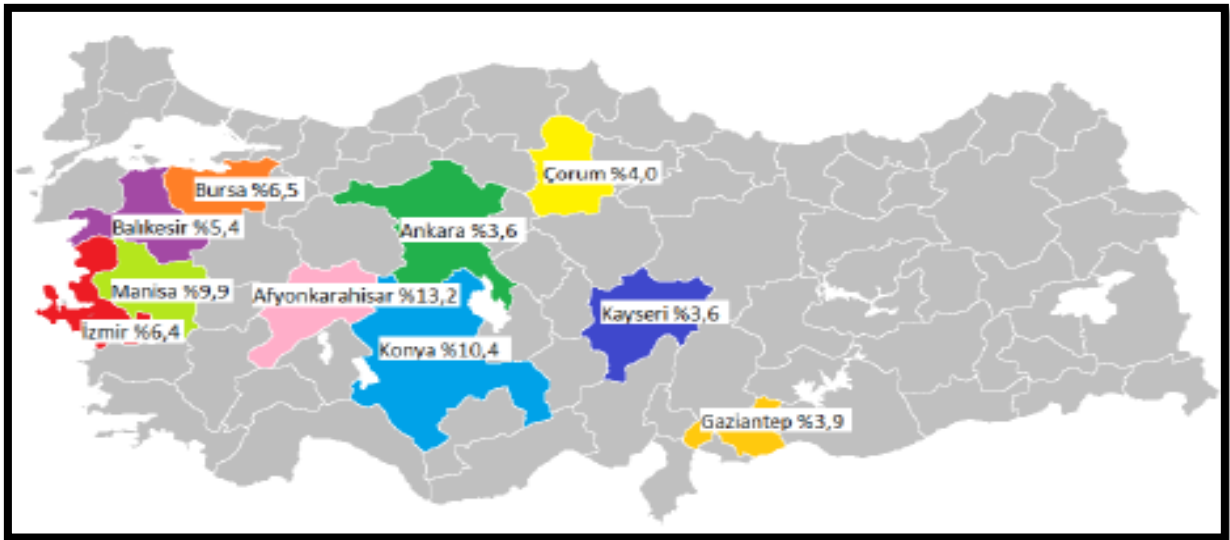 Çorum %4,0
Bursa %6,5
Balıkesir %5,4
Ankara %3,6
Manisa %9,9
Afyonkarahisar %13,2
Kayseri %3,6
İzmir %6,4
Konya %10,4
Gaziantep %3,9